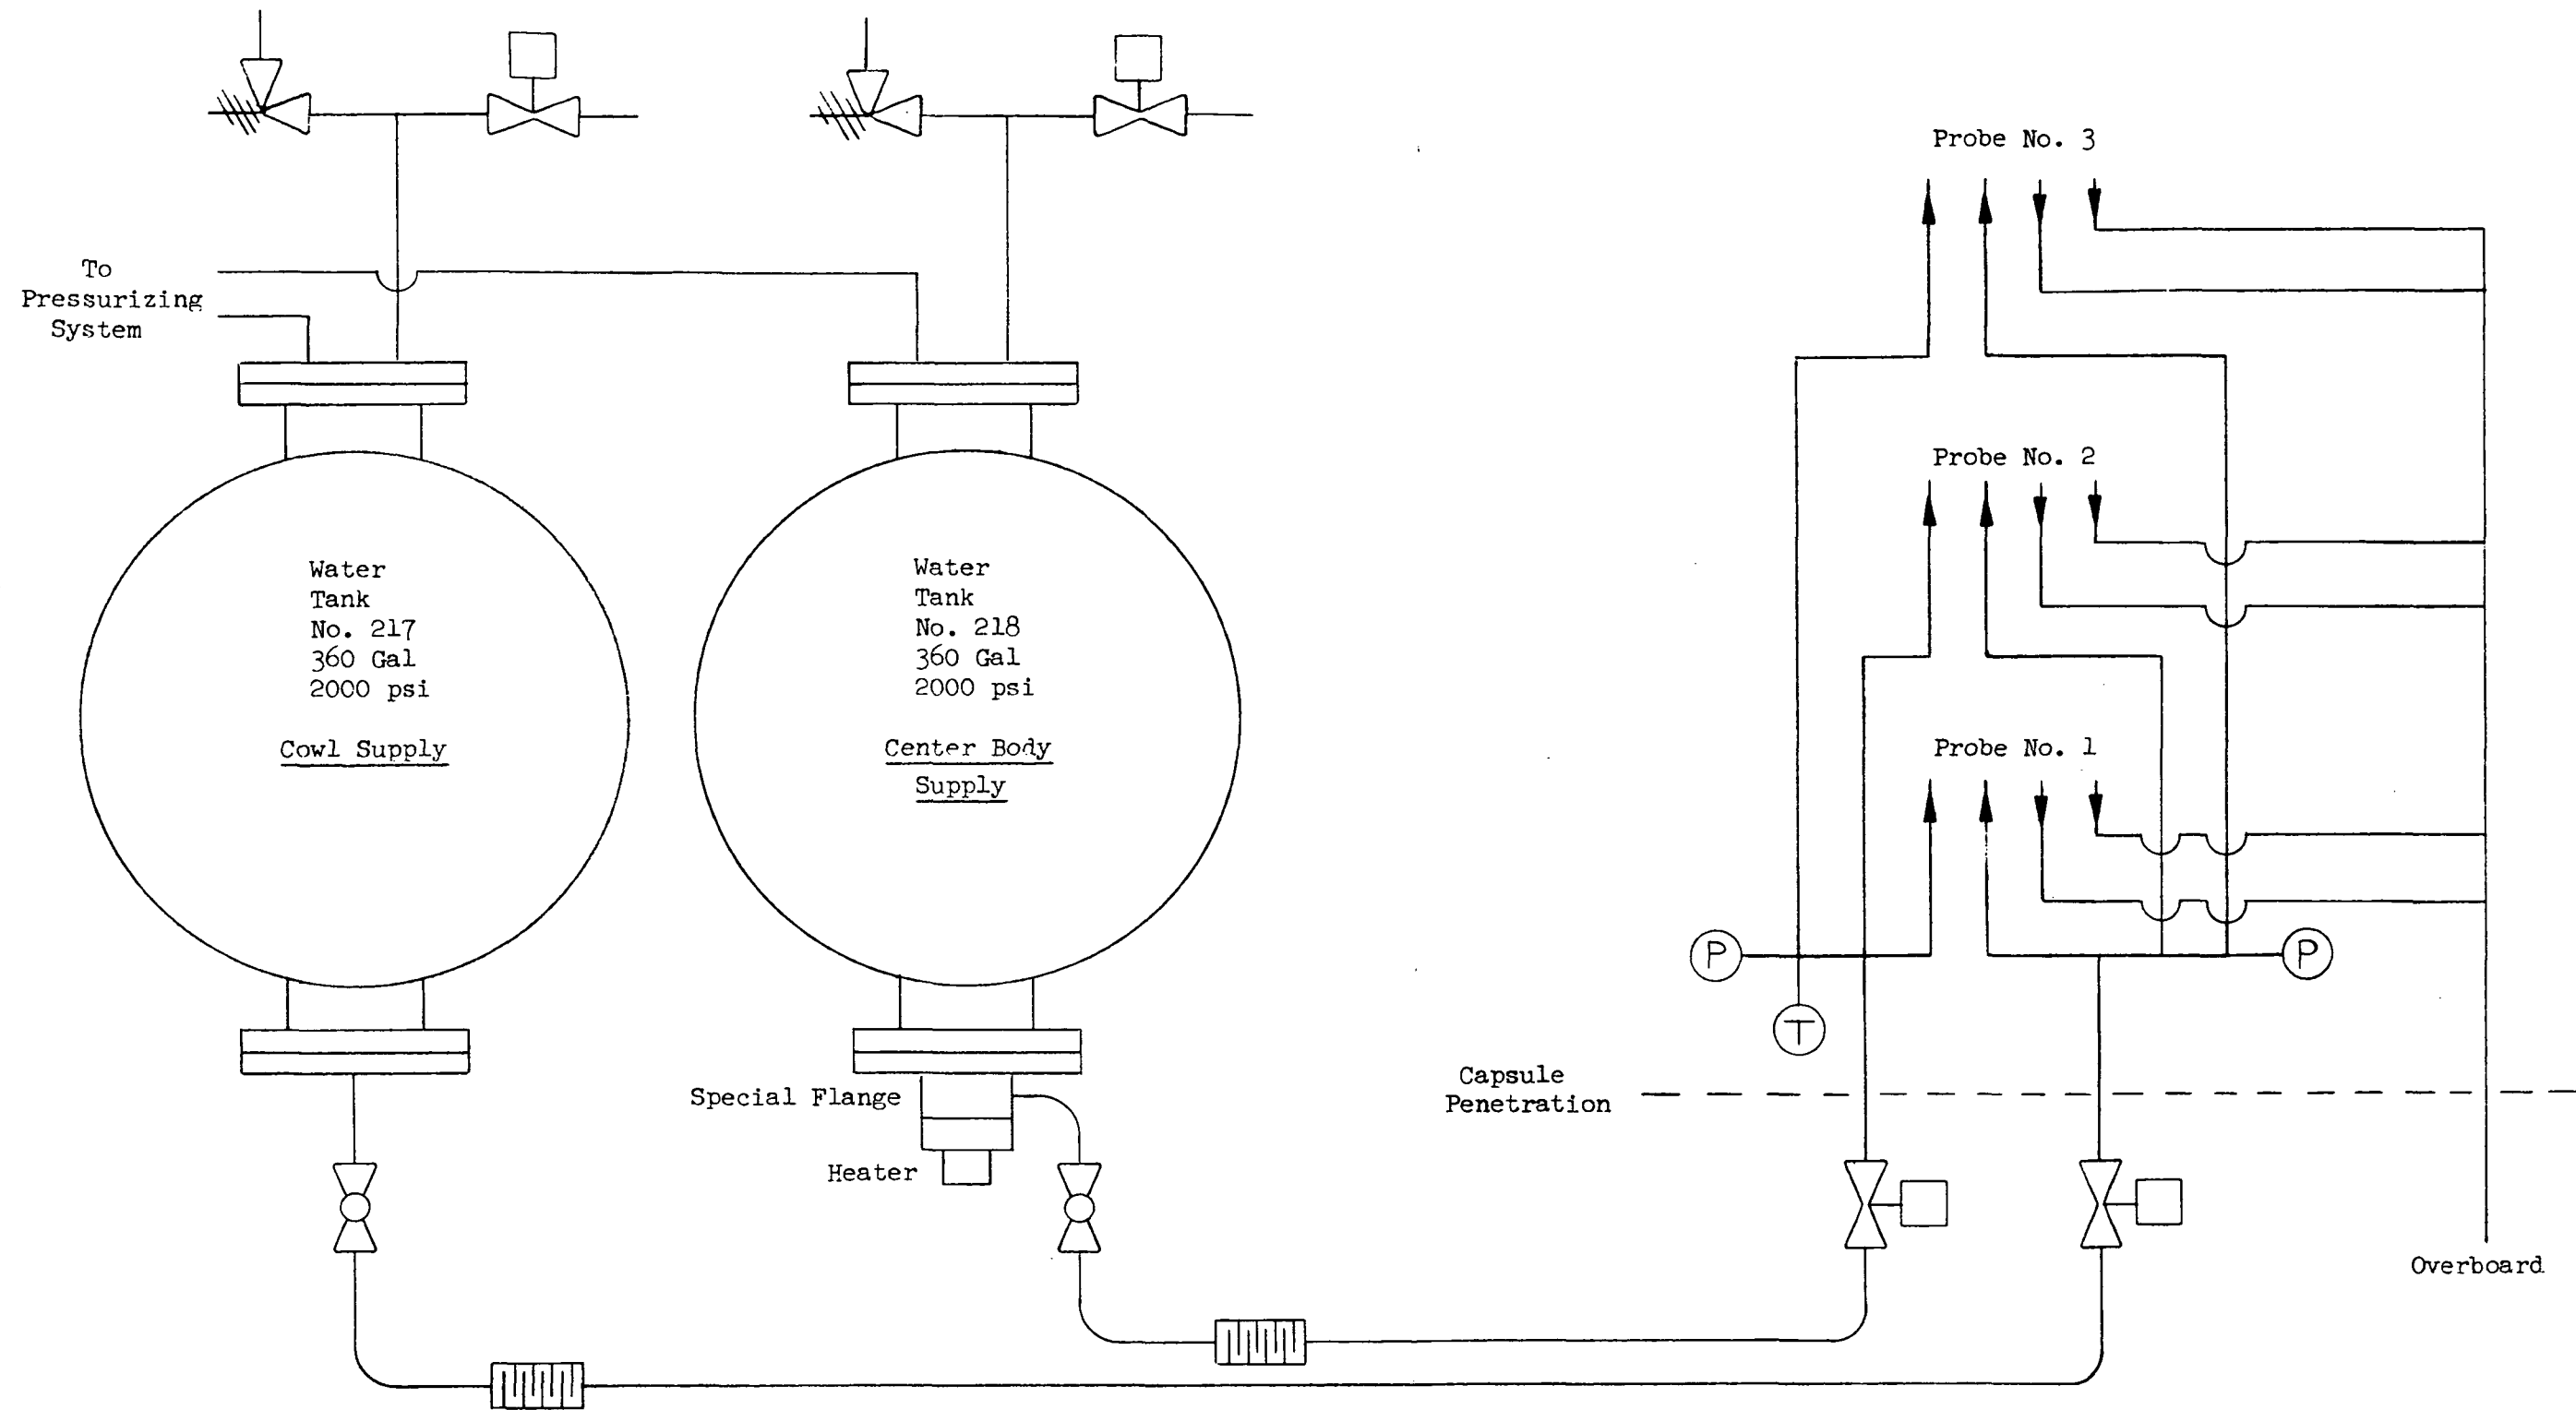 Probe No. 3
To
Pressurizing
System
Probe No. 2
Water
Tank
No. 217
360 Gal
2000 psi
Cowl Supply
Water
Tank
No. 218
360 Gal
2000 psi
Center Body
Supply
Probe No. 1
P
P
T
Capsule
Penetration
Special Flange
Heater
Overboard